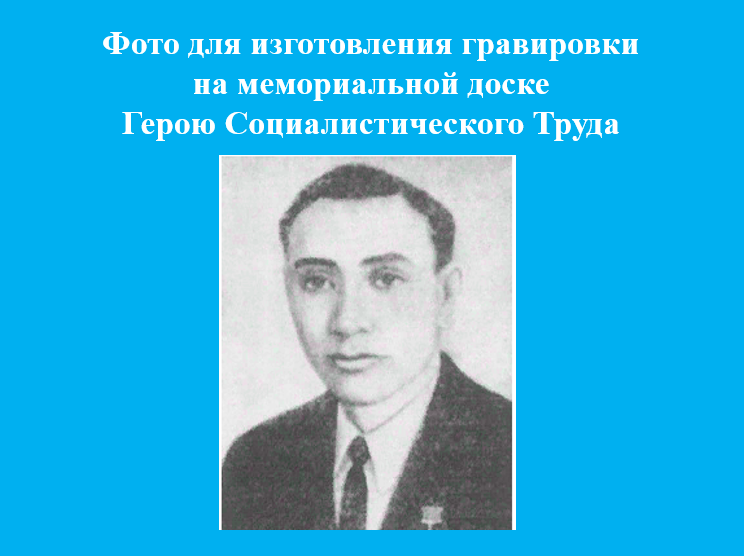 Фото для изготовления гравировки
на мемориальной доске
Герою Социалистического Труда